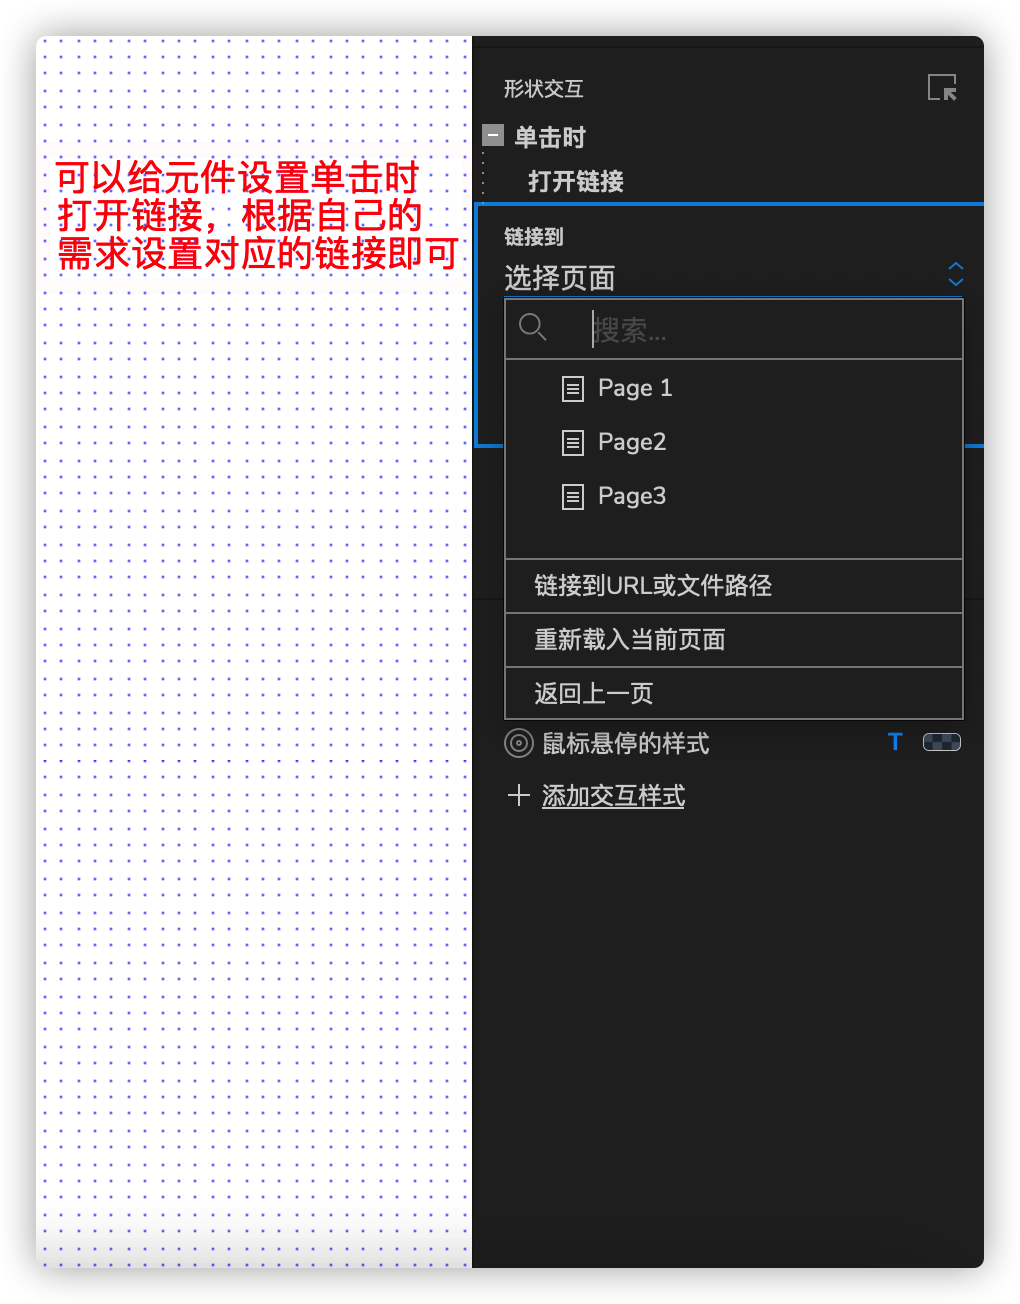 可以给元件设置单击时
打开链接，根据自己的
需求设置对应的链接即可
形状交互
单击时
打开链接
链接到
选择页面
搜索...
Page 1
Page2
Page3
链接到URL或文件路径
重新载入当前页面
返回上一页
鼠标悬停的样式 T
添加交互样式